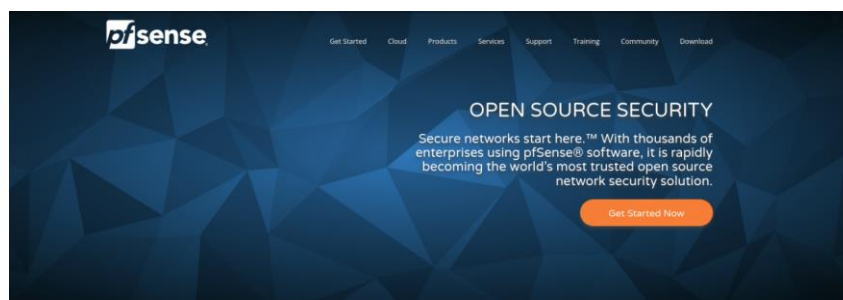 pfsense
Get Started Cloud Products Services Support Training Community Download
OPEN SOURCE SECURITY
Secure networks start here.™ With thousands of
enterprises using pfSense® software, it is rapidly
becoming the world's most trusted open source
network security solution.
Get Started Now